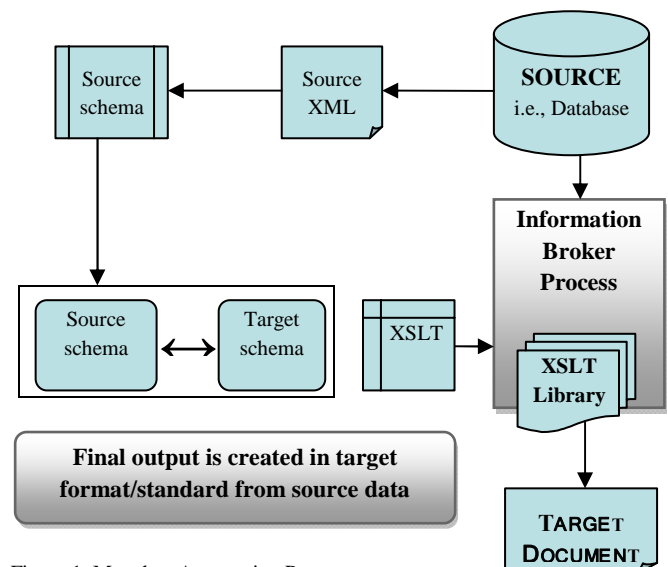 Source
schema
Source
XML
SOURCE
i.e., Database
Information
Broker
Process
Source
schema
Target
schema
XSLT
XSLT
Library
Final output is created in target
format/standard from source data
TARGET
DOCUMENT